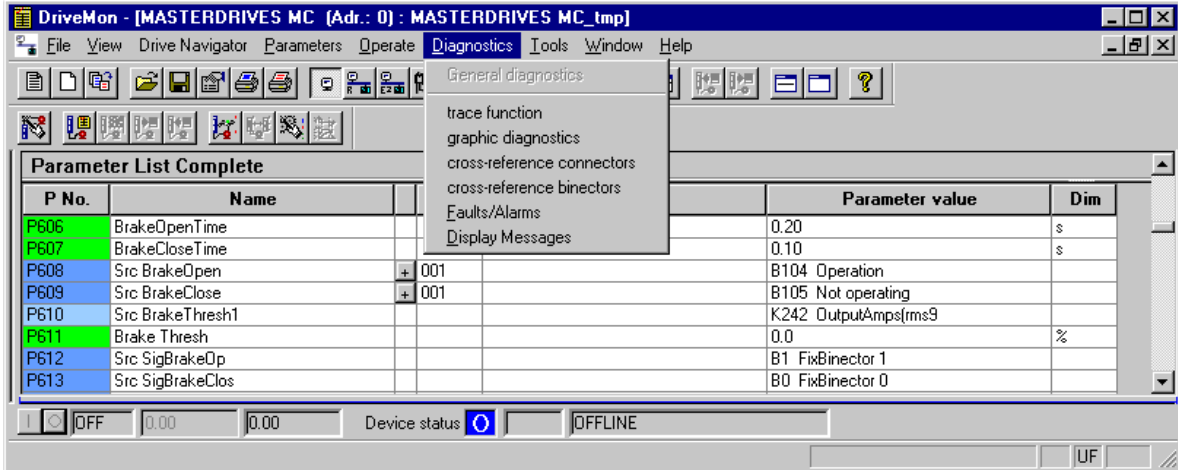 DriveMon - [MASTERDRIVES MC (Adr.: 0) : MASTERDRIVES MC_tmp]
File View Drive Navigator Parameters Operate Diagnostics Tools Window Help
General diagnostics
trace function
graphic diagnostics
cross-reference connectors
cross-reference binectors
Faults/Alarms
Display Messages
Parameter List Complete
P No. Name Parameter value Dim
P606 BrakeOpenTime 0.20 s
P607 BrakeCloseTime 0.10 s
P608 Src BrakeOpen + 001 B104 Operation
P609 Src BrakeClose + 001 B105 Not operating
P610 Src BrakeThresh1 K242 OutputAmps(rms9
P611 Brake Thresh 0.0 %
P612 Src SigBrakeOp B1 FixBinector 1
P613 Src SigBrakeClos B0 FixBinector 0
OFF 0.00 0.00 Device status OFFLINE
UF